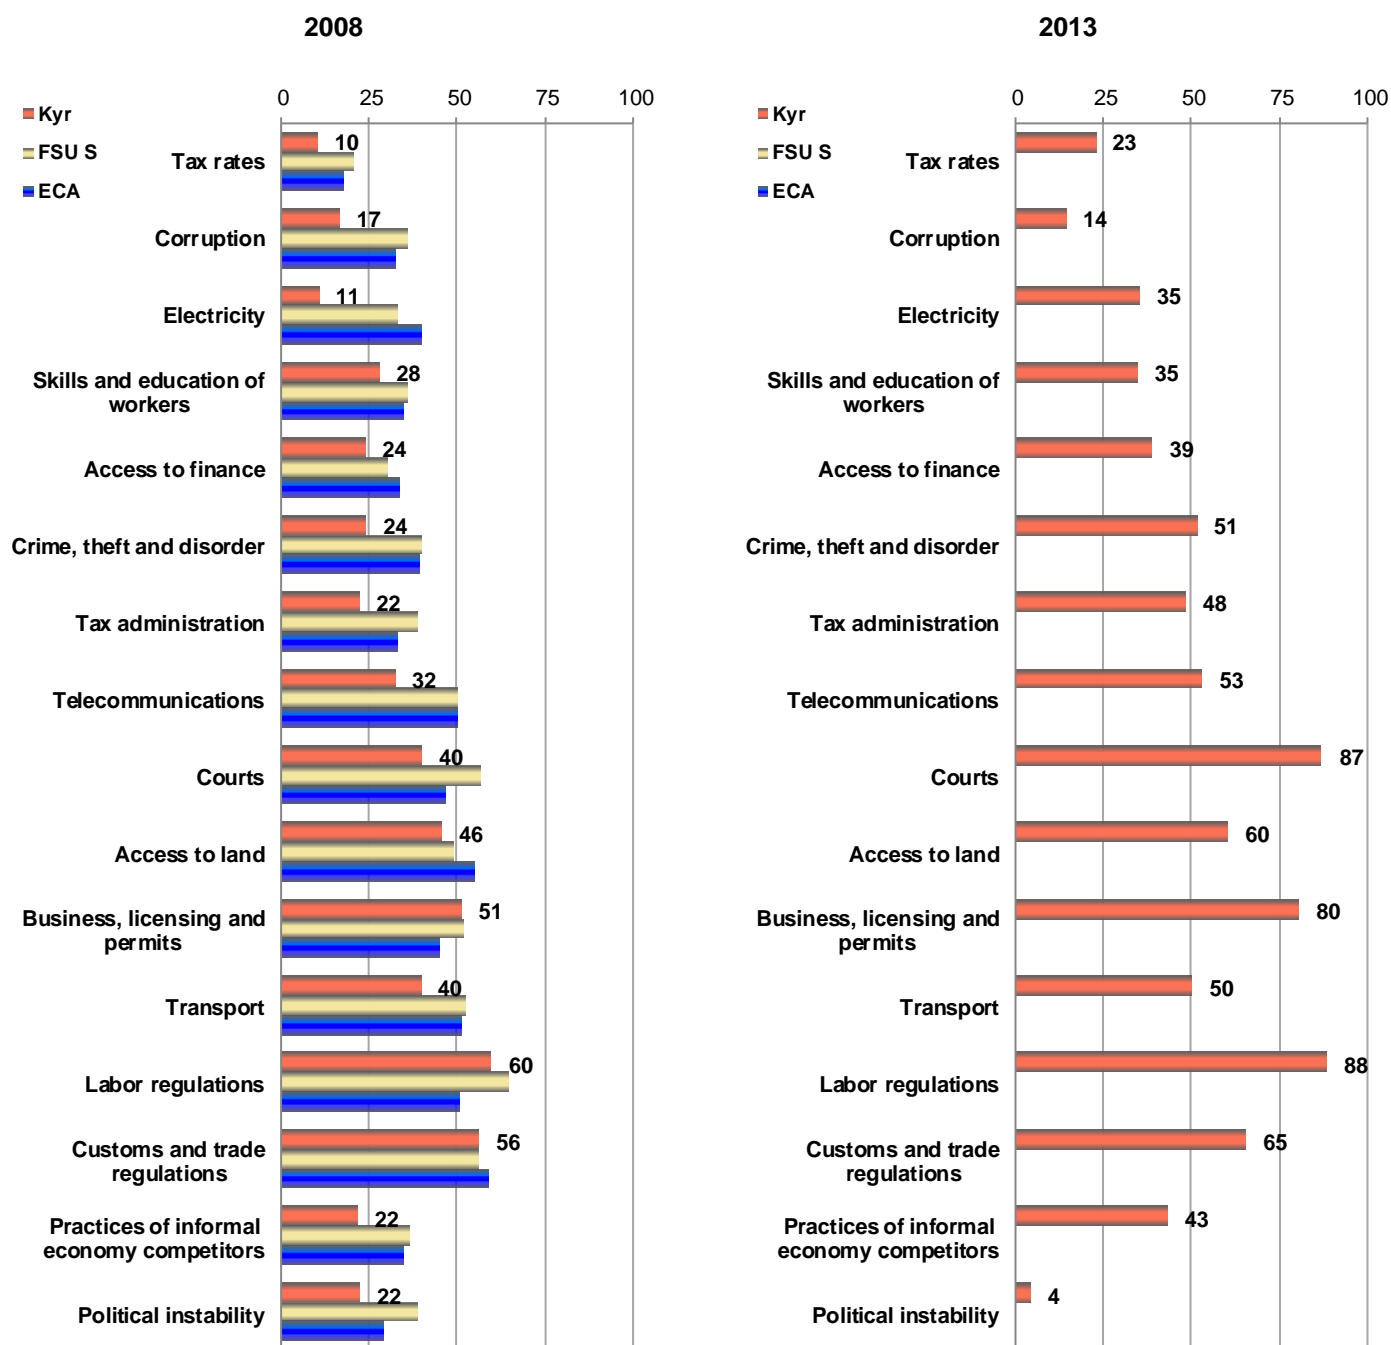 2008
0 25 50 75 100
Kyr
FSU S
ECA
Tax rates
10
Corruption
17
Electricity
11
Skills and education of
workers
28
Access to finance
24
Crime, theft and disorder
24
Tax administration
22
Telecommunications
32
Courts
40
Access to land
46
Business, licensing and
permits
51
Transport
40
Labor regulations
60
Customs and trade
regulations
56
Practices of informal
economy competitors
22
Political instability
22
2013
0 25 50 75 100
Kyr
FSU S
ECA
Tax rates
23
Corruption
14
Electricity
35
Skills and education of
workers
35
Access to finance
39
Crime, theft and disorder
51
Tax administration
48
Telecommunications
53
Courts
87
Access to land
60
Business, licensing and
permits
80
Transport
50
Labor regulations
88
Customs and trade
regulations
65
Practices of informal
economy competitors
43
Political instability
4